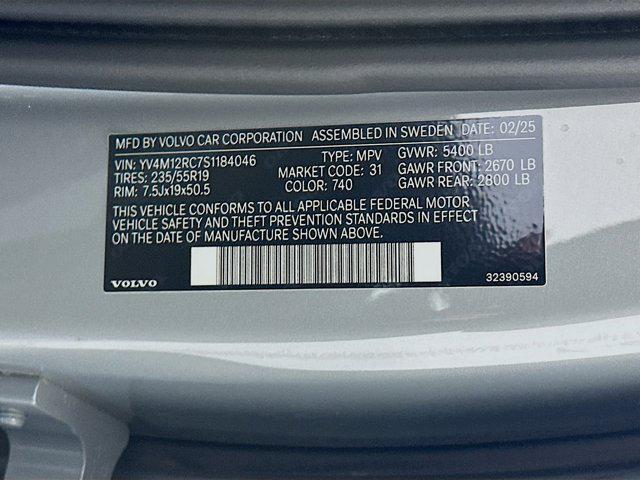 MFD BY VOLVO CAR CORPORATION ASSEMBLED IN SWEDEN DATE: 02/25
VIN: YV4M12RC7S1184046 TYPE: MPV GVWR: 5400 LB
TIRES: 235/55R19 MARKET CODE: 31 GAWR FRONT: 2670 LB
RIM: 7.5Jx19x50.5 COLOR: 740 GAWR REAR: 2800 LB
THIS VEHICLE CONFORMS TO ALL APPLICABLE FEDERAL MOTOR
VEHICLE SAFETY AND THEFT PREVENTION STANDARDS IN EFFECT
ON THE DATE OF MANUFACTURE SHOWN ABOVE.
VOLVO 32390594